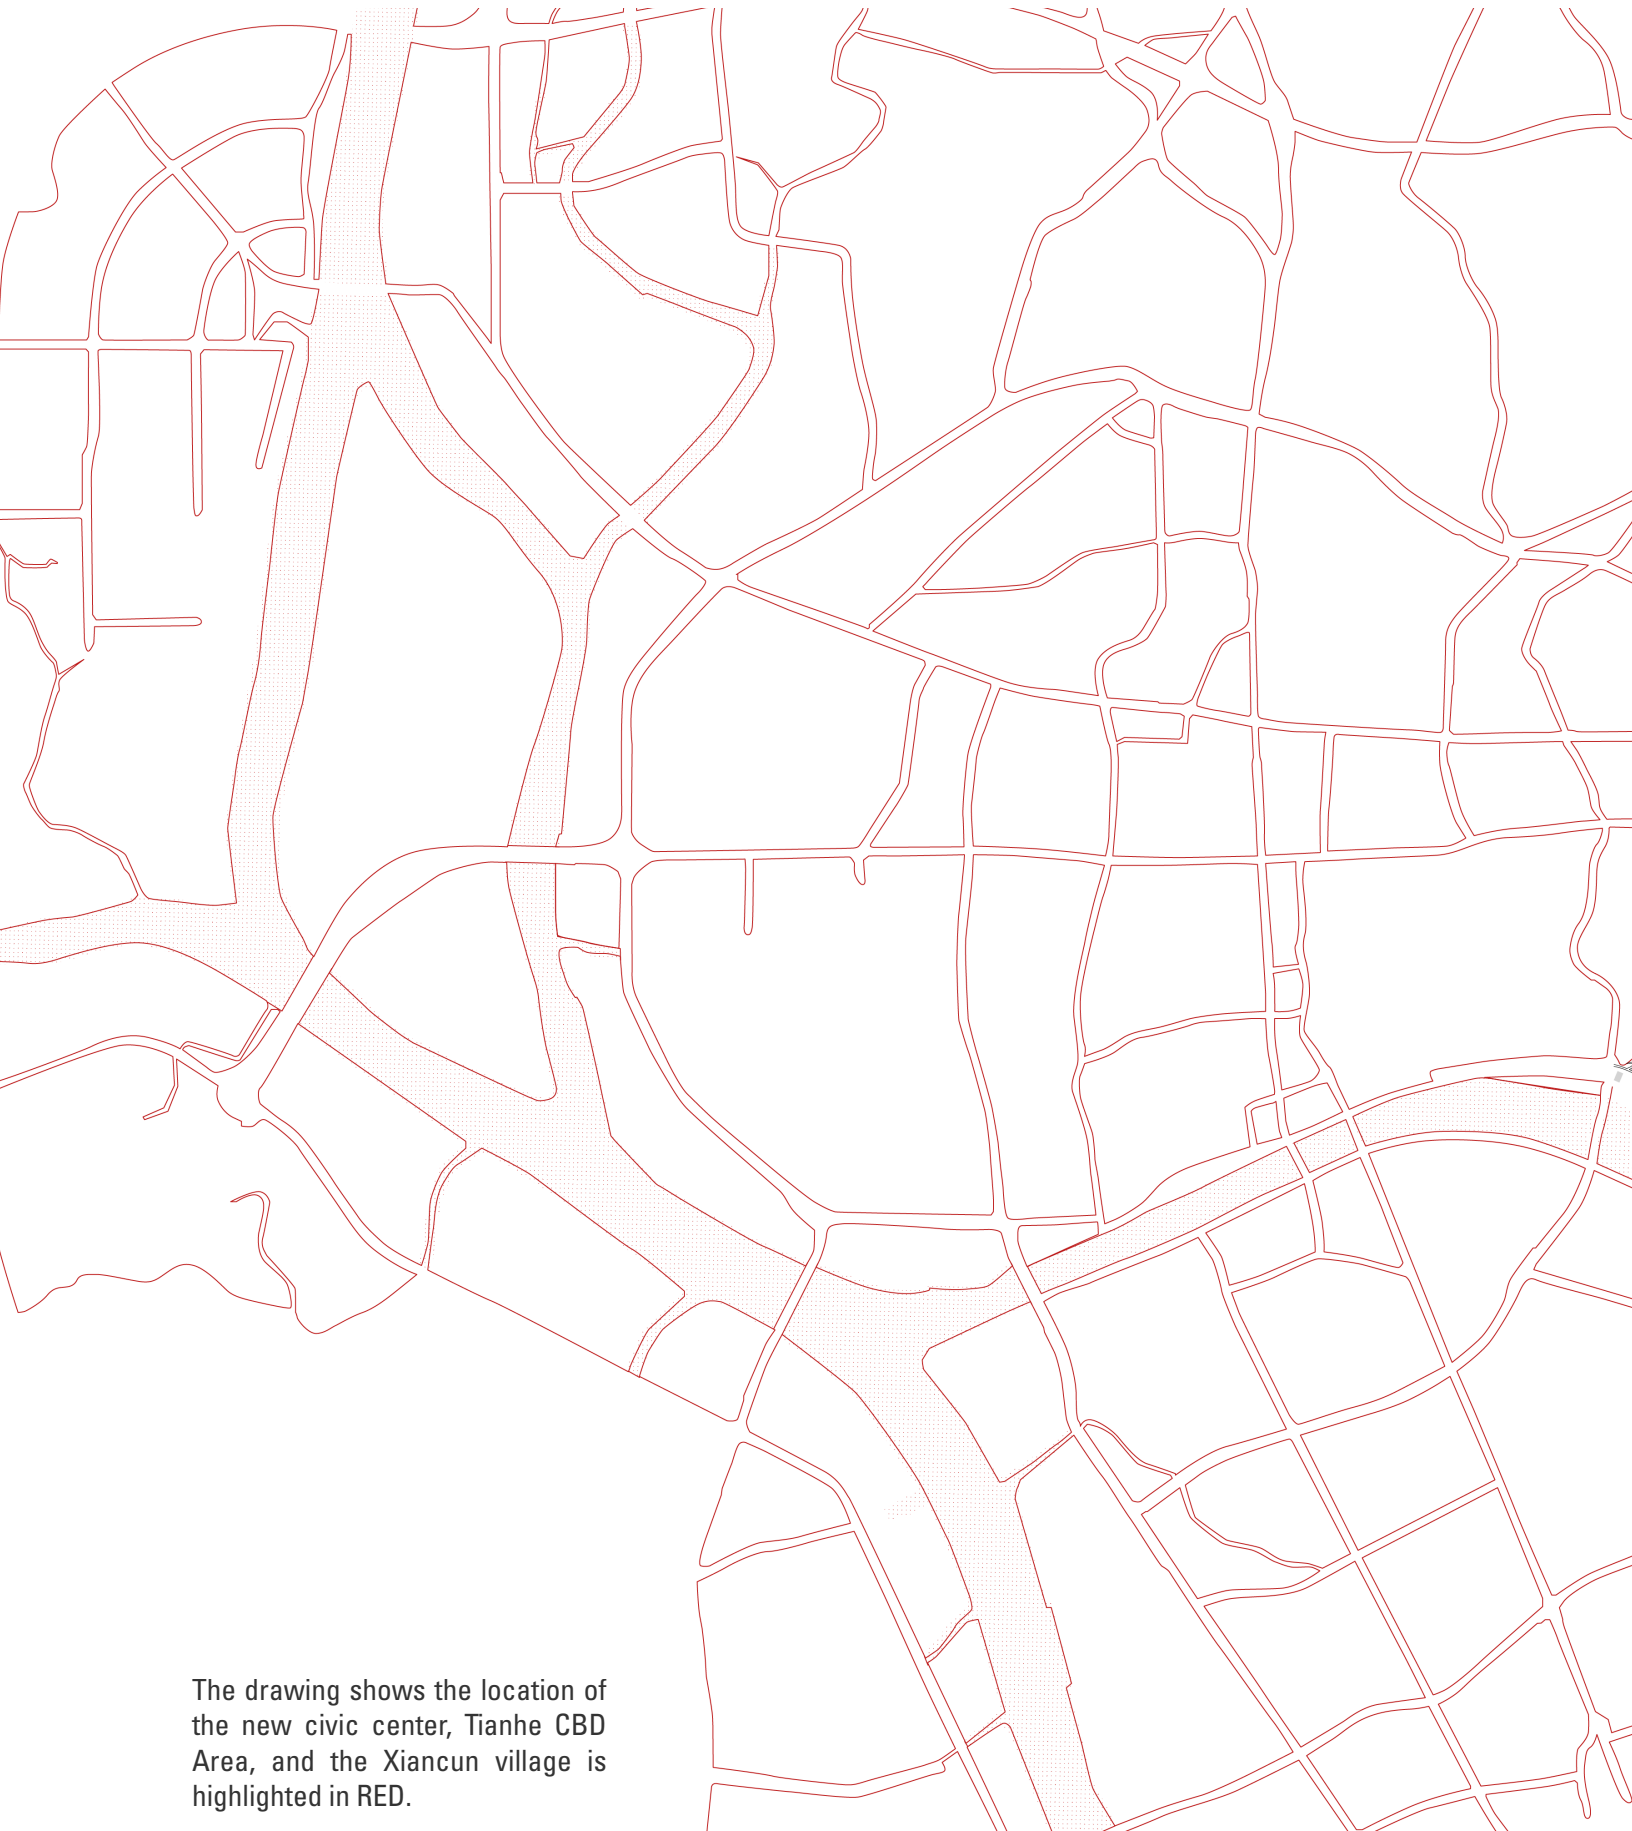 The drawing shows the location of
the new civic center, Tianhe CBD
Area, and the Xiancun village is
highlighted in RED.